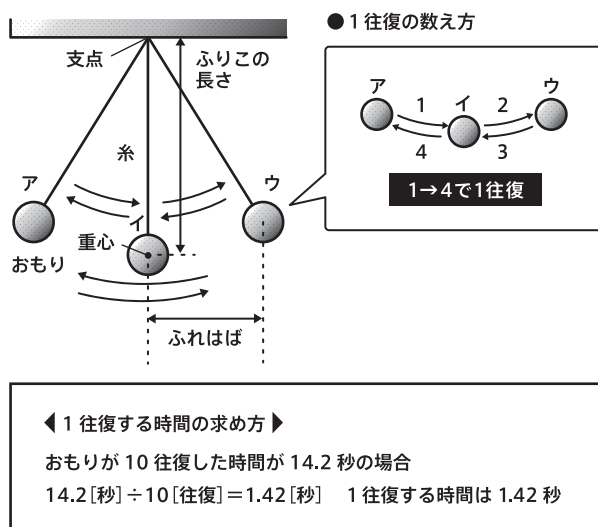 ●1往復の数え方
支点
ふりこの
長さ
糸
ア
イ
ウ
重心
おもり
ふれはば
ア
イ
ウ
1
2
4
3
1→4で1往復
◀1往復する時間の求め方▶
おもりが10往復した時間が14.2秒の場合
14.2[秒]÷10[往復]=1.42[秒] 1往復する時間は1.42秒